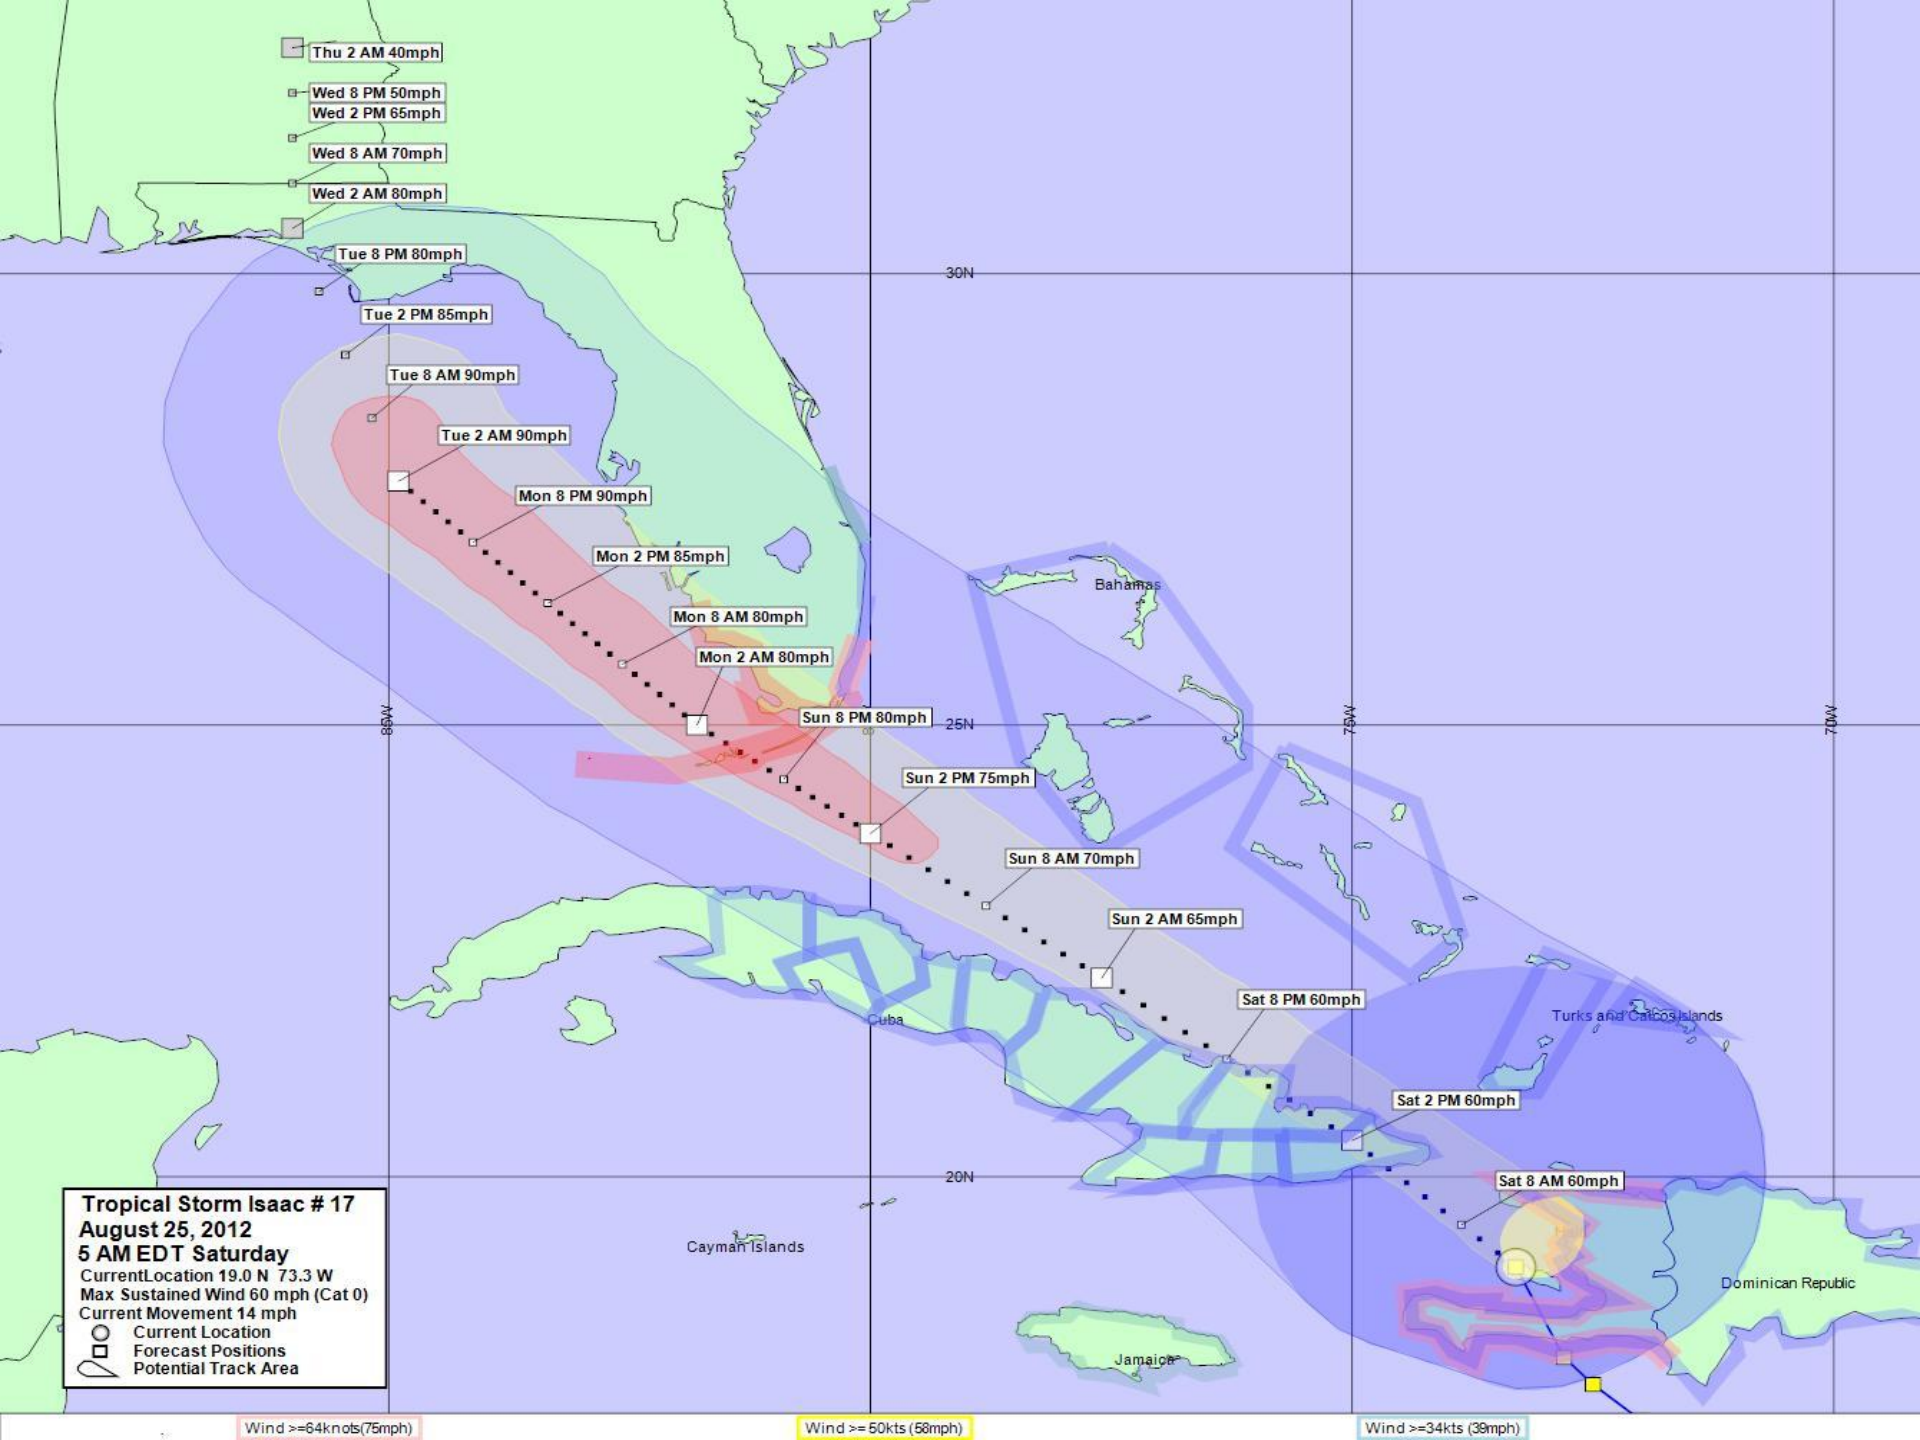 Thu 2 AM 40mph
Wed 8 PM 50mph
Wed 2 PM 65mph
Wed 8 AM 70mph
Wed 2 AM 80mph
Tue 8 PM 80mph
30N
Tue 2 PM 85mph
Tue 8 AM 90mph
Tue 2 AM 90mph
Mon 8 PM 90mph
Mon 2 PM 85mph
Bahamas
Mon 8 AM 80mph
Mon 2 AM 80mph
85W
Sun 8 PM 80mph
25N
75W
70W
Sun 2 PM 75mph
Sun 8 AM 70mph
Sun 2 AM 65mph
Sat 8 PM 60mph
Cuba
Turks and Caicos Islands
Sat 2 PM 60mph
20N
Sat 8 AM 60mph
Cayman Islands
Dominican Republic
Jamaica
Tropical Storm Isaac # 17
August 25, 2012
5 AM EDT Saturday
CurrentLocation 19.0 N 73.3 W
Max Sustained Wind 60 mph (Cat 0)
Current Movement 14 mph
Current Location
Forecast Positions
Potential Track Area
Wind >=64knots(75mph)
Wind >= 50kts (58mph)
Wind >=34kts (39mph)